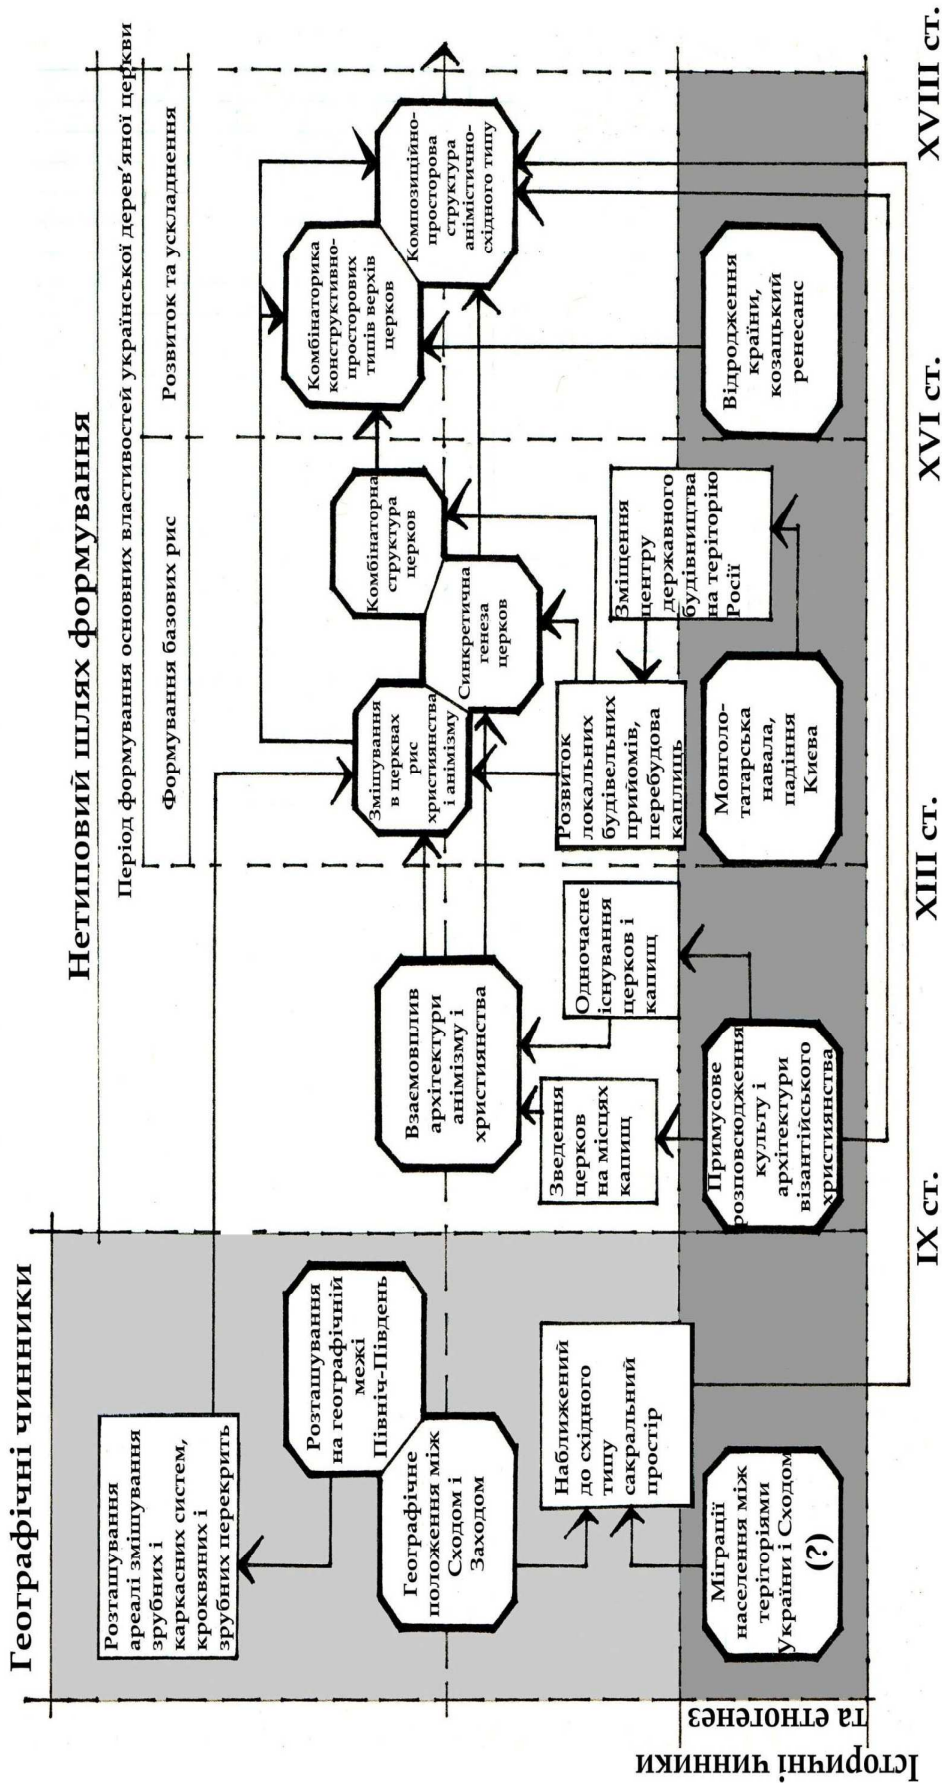 Географічні чинники
Нетиповий шлях формування
Період формування основних властивостей української дерев'яної церкви
Формування базових рис
Розвиток та ускладнення
Розташування
ареалі змішування
зрубних і
каркасних систем,
кроквяних і
зрубних перекрить
Розташування
на географічній
межі
Північ-Південь
Географічне
положення між
Сходом і
Заходом
Наближений
до східного
типу
сакральний
простір
Міграції
населення між
теріторіями
України і Сходом
(?)
Взаємовплив
архітектури
анімізму і
християнства
Зведення
церков
на місцях
капищ
Одночасне
існування
церков і
капищ
Примусове
розповсюдження
культу і
архітектури
візантійського
християнства
Змішування
в церквах
рис
християнства
і анімізму
Синкретична
генеза
церков
Комбінаторна
структура
церков
Розвиток
локальних
будівельних
прийомів,
перебудова
каплиць
Зміщення
центру
державного
будівництва
на теріторію
Росії
Монголо-
татарська
навала,
падіння
Києва
Комбінаторика
конструктивно-
просторових
типів верхів
церков
Композиційно-
просторова
структура
анімістично-
східного типу
Відродження
країни,
козацький
ренесанс
Історичні чинники
та етногенез
IX ст.
XIII ст.
XVI ст.
XVIII ст.